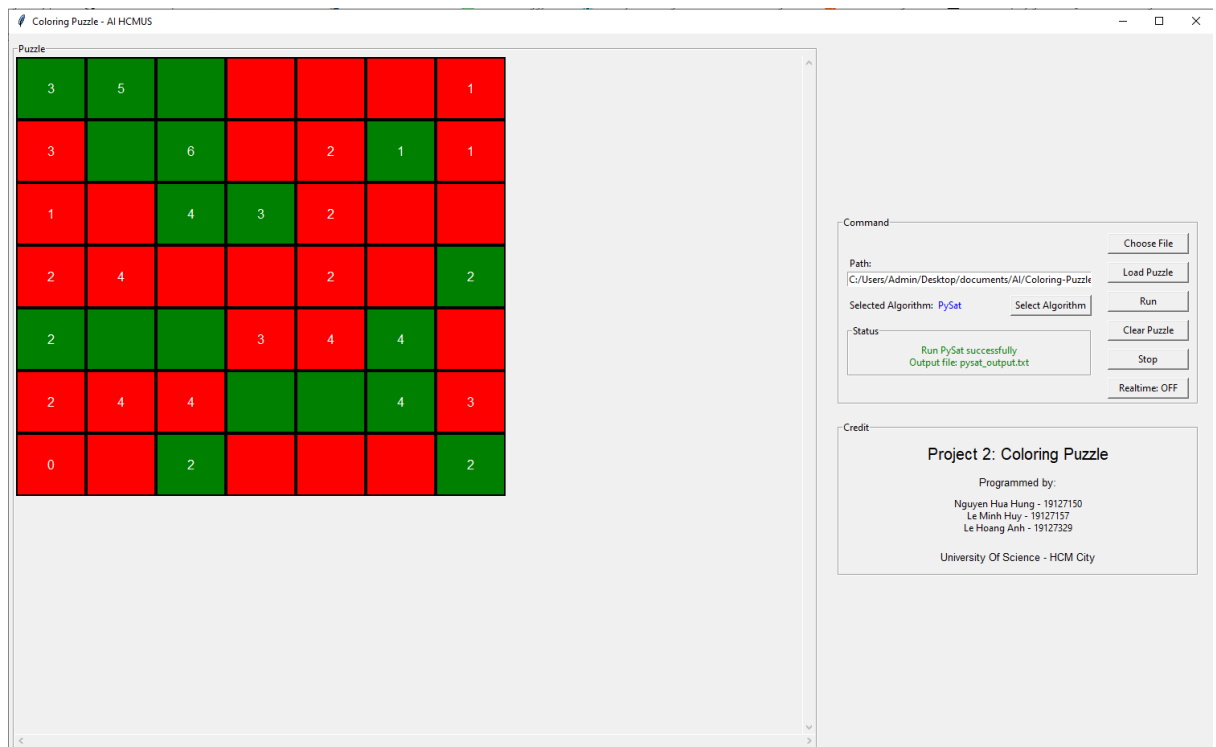 Coloring Puzzle - AI HCMUS
Puzzle
3 5 1
3 6 2 1 1
1 4 3 2
2 4 2 2
2 3 4 4
2 4 4 4 3
0 2 2
Command
Choose File
Path:
C:/Users/Admin/Desktop/documents/AI/Coloring-Puzzle
Load Puzzle
Selected Algorithm: PySat
Select Algorithm
Run
Status
Run PySat successfully
Output file: pysat_output.txt
Clear Puzzle
Stop
Realtime: OFF
Credit
Project 2: Coloring Puzzle
Programmed by:
Nguyen Hua Hung - 19127150
Le Minh Huy - 19127157
Le Hoang Anh - 19127329
University Of Science - HCM City